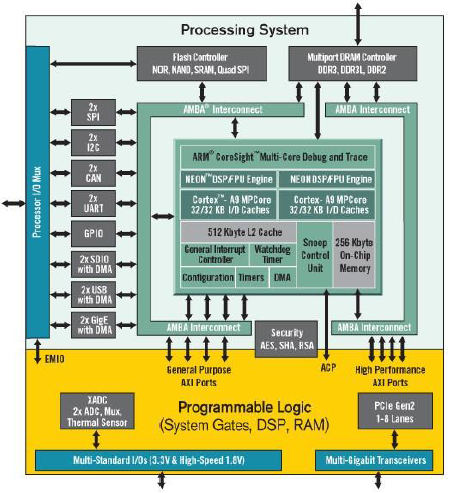 Processing System
Flash Controller
NOR, NAND, SRAM, Quad SPI
Multiport DRAM Controller
DDR3, DDR3L, DDR2
AMBA® Interconnect
AMBA Interconnect
Processor I/O Mux
2x
SPI
2x
I2C
2x
CAN
2x
UART
GPIO
2x SDIO
with DMA
2x USB
with DMA
2x GigE
with DMA
ARM® CoreSight™ Multi-Core Debug and Trace
NEON™ DSP/FPU Engine
NEON DSP/FPU Engine
Cortex™- A9 MPCore
32/32 KB I/D Caches
Cortex™- A9 MPCore
32/32 KB I/D Caches
512 Kbyte L2 Cache
General Interrupt
Controller
Watchdog
Timer
Configuration
Timers
DMA
Snoop
Control
Unit
256 Kbyte
On-Chip
Memory
AMBA Interconnect
Security
AES, SHA, RSA
AMBA Interconnect
EMIO
General Purpose
AXI Ports
ACP
High Performance
AXI Ports
XADC
2x ADC, Mux,
Thermal Sensor
Programmable Logic
(System Gates, DSP, RAM)
PCIe Gen2
1-8 Lanes
Multi-Standard I/Os (3.3V & High-Speed 1.8V)
Multi-Gigabit Transceivers